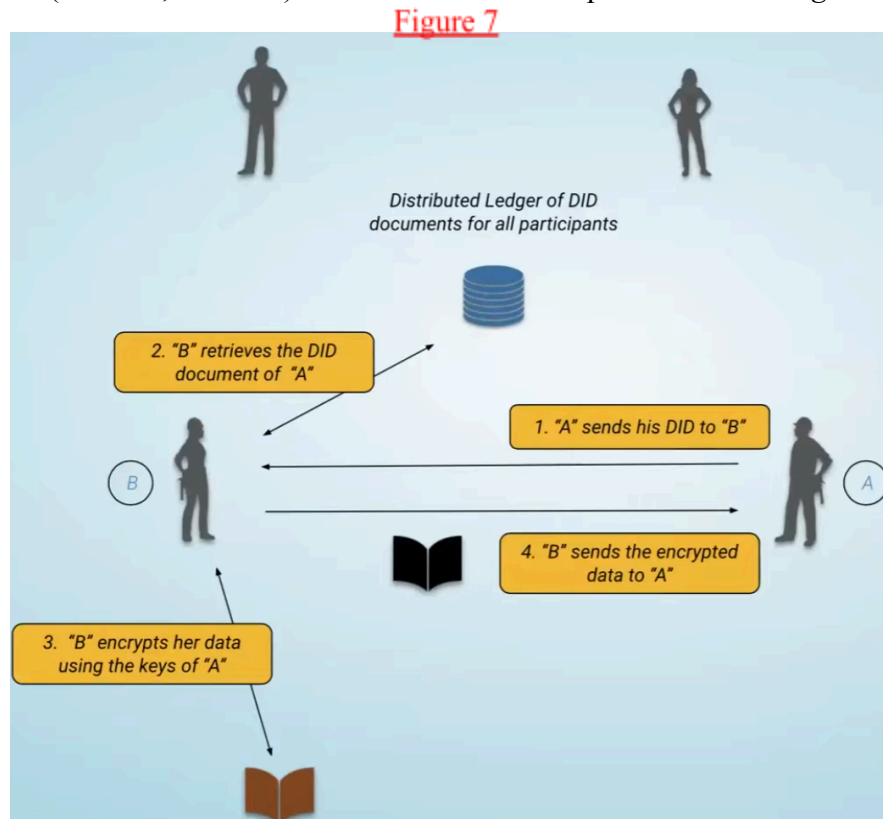 Figure 7
Distributed Ledger of DID
documents for all participants
2. “B” retrieves the DID
document of “A”
1. “A” sends his DID to “B”
B
A
4. “B” sends the encrypted
data to “A”
3. “B” encrypts her data
using the keys of “A”